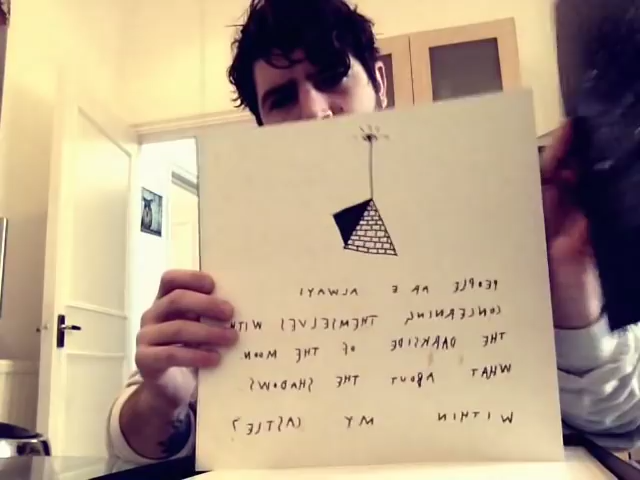 PEOPLE ARE ALWAYS
CONCERNING THEMSELVES WITH
THE DARKSIDE OF THE MOON
WHAT ABOUT THE SHADOWS
WITHIN MY CASTLE?